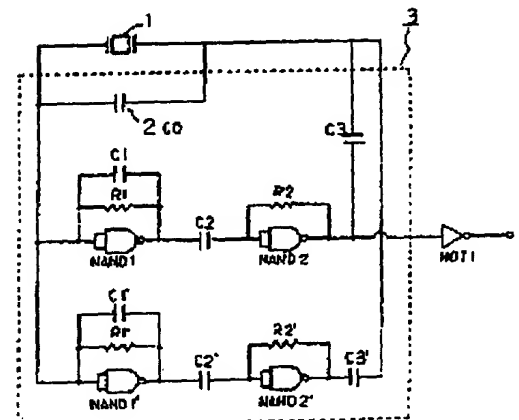 1
3
2 C0
C3
C1
R1
C2
R2
NAND1
NAND2
NOT1
C1'
R1'
C2'
R2'
C3'
NAND1'
NAND2'